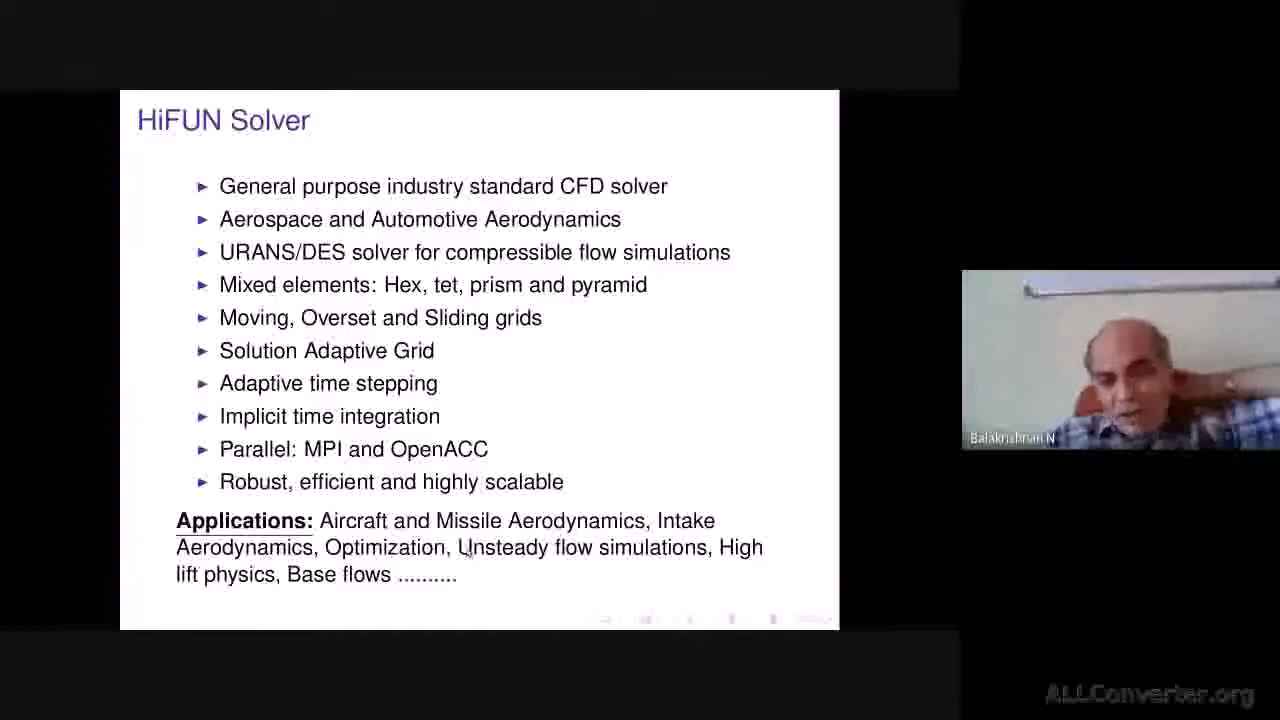 HiFUN Solver
General purpose industry standard CFD solver
Aerospace and Automotive Aerodynamics
URANS/DES solver for compressible flow simulations
Mixed elements: Hex, tet, prism and pyramid
Moving, Overset and Sliding grids
Solution Adaptive Grid
Adaptive time stepping
Implicit time integration
Parallel: MPI and OpenACC
Robust, efficient and highly scalable
Applications: Aircraft and Missile Aerodynamics, Intake
Aerodynamics, Optimization, Unsteady flow simulations, High
lift physics, Base flows ..........
Balakrishnan N
ALLConverter.org